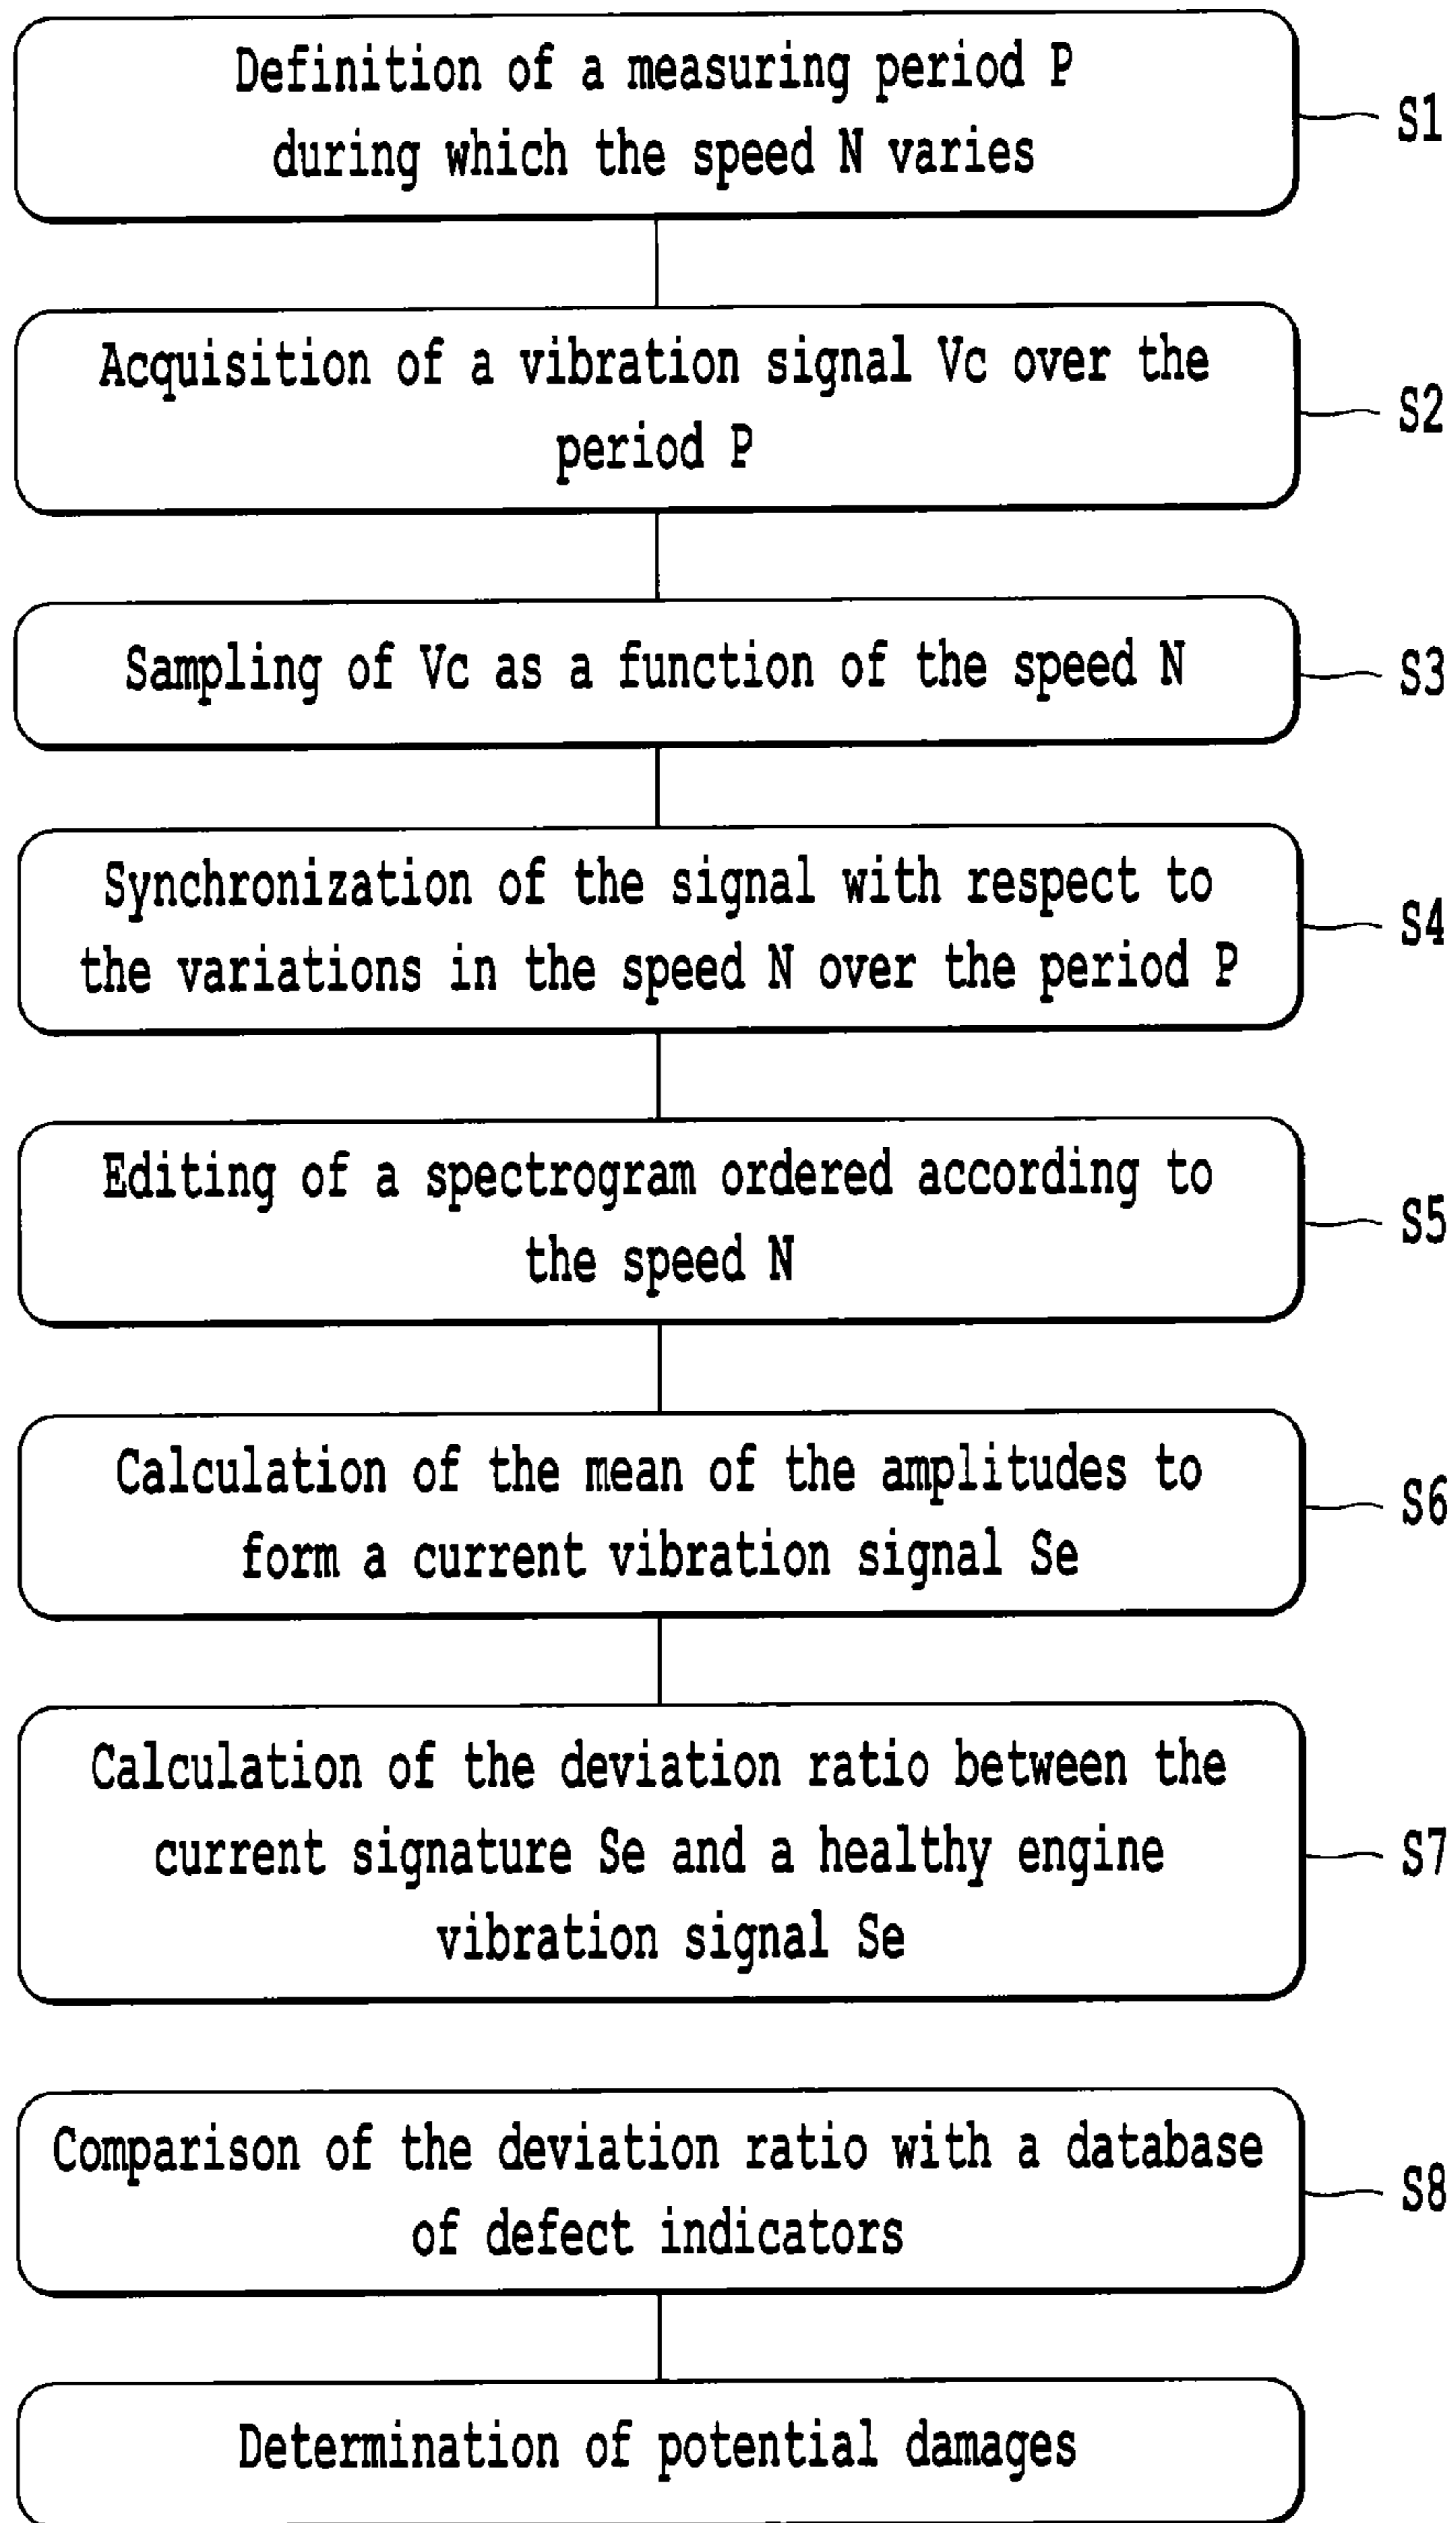 Definition of a measuring period P
during which the speed N varies
S1
Acquisition of a vibration signal Vc over the
period P
S2
Sampling of Vc as a function of the speed N
S3
Synchronization of the signal with respect to
the variations in the speed N over the period P
S4
Editing of a spectrogram ordered according to
the speed N
S5
Calculation of the mean of the amplitudes to
form a current vibration signal Se
S6
Calculation of the deviation ratio between the
current signature Se and a healthy engine
vibration signal Se
S7
Comparison of the deviation ratio with a database
of defect indicators
S8
Determination of potential damages